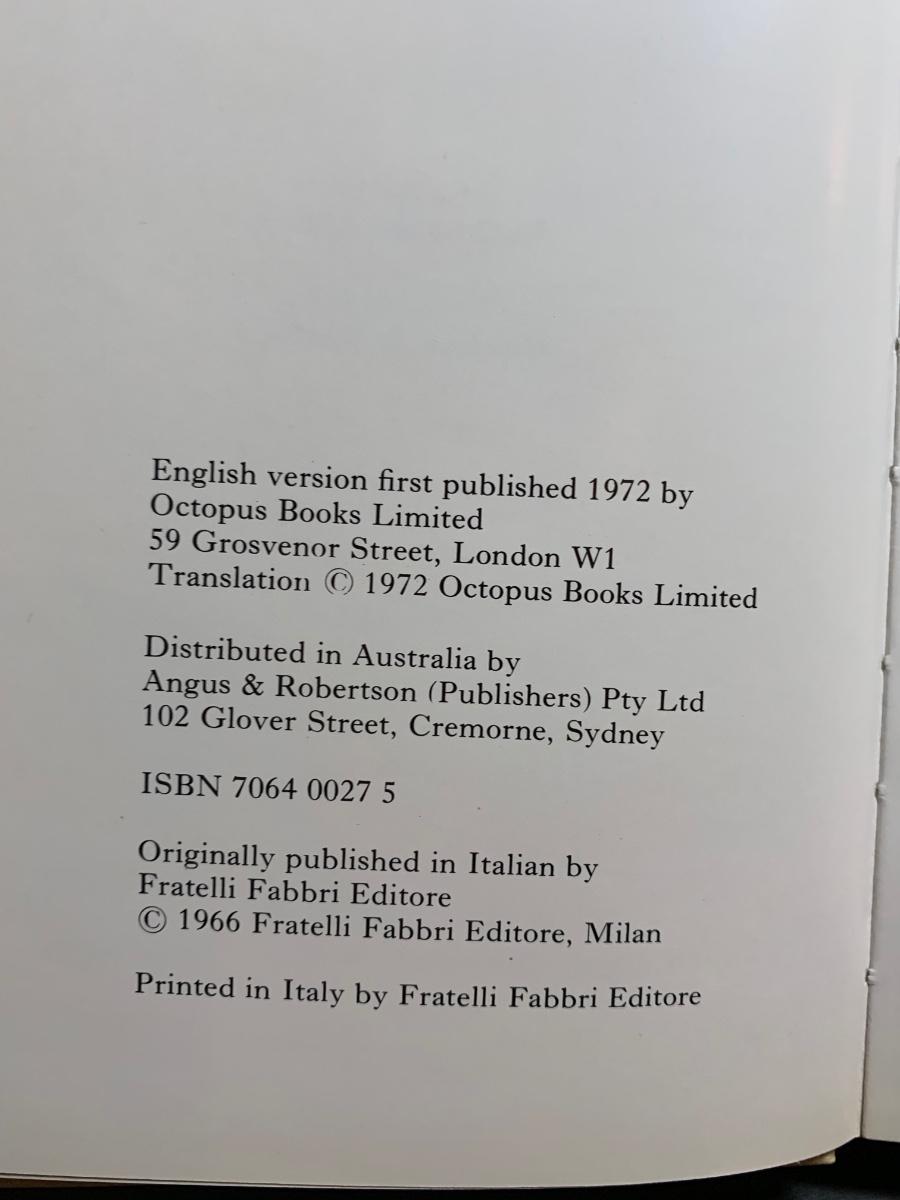 English version first published 1972 by
Octopus Books Limited
59 Grosvenor Street, London W1
Translation © 1972 Octopus Books Limited
Distributed in Australia by
Angus & Robertson (Publishers) Pty Ltd
102 Glover Street, Cremorne, Sydney
ISBN 7064 0027 5
Originally published in Italian by
Fratelli Fabbri Editore
© 1966 Fratelli Fabbri Editore, Milan
Printed in Italy by Fratelli Fabbri Editore